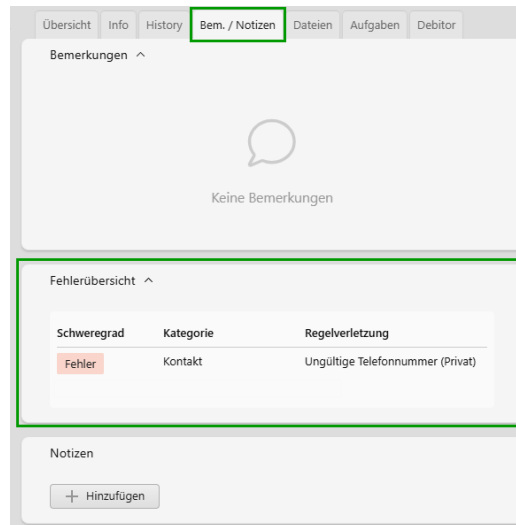 Übersicht Info History Bem. / Notizen Dateien Aufgaben Debitor
Bemerkungen
Keine Bemerkungen
Fehlerübersicht
Schweregrad Kategorie Regelverletzung
Fehler Kontakt Ungültige Telefonnummer (Privat)
Notizen
Hinzufügen